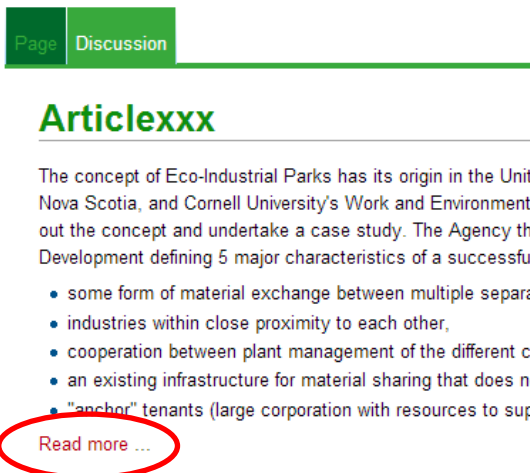 Page Discussion
Articlexxx
The concept of Eco-Industrial Parks has its origin in the Unit
Nova Scotia, and Cornell University's Work and Environment
out the concept and undertake a case study. The Agency th
Development defining 5 major characteristics of a successfu
• some form of material exchange between multiple separa
• industries within close proximity to each other,
• cooperation between plant management of the different c
• an existing infrastructure for material sharing that does n
• "anchor" tenants (large corporation with resources to sup
Read more ...